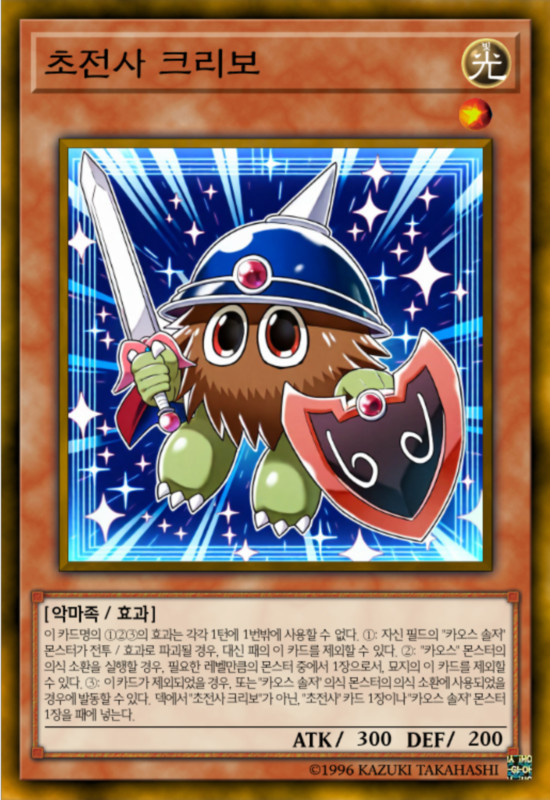 초전사 크리보
光
[악마족 / 효과]
이 카드명의 ①②③의 효과는 각각 1턴에 1번밖에 사용할 수 없다. ①: 자신 필드의 "카오스 솔저"
몬스터가 전투 / 효과로 파괴될 경우, 대신 패의 이 카드를 제외할 수 있다. ②: "카오스" 몬스터의
의식 소환을 실행할 경우, 필요한 레벨만큼의 몬스터 중에서 1장으로서, 묘지의 이 카드를 제외할
수 있다. ③: 이 카드가 제외되었을 경우, 또는 "카오스 솔저" 의식 몬스터의 의식 소환에 사용되었을
경우에 발동할 수 있다. 덱에서 "초전사 크리보"가 아닌, "초전사" 카드 1장이나 "카오스 솔저" 몬스터
1장을 패에 넣는다.
ATK/ 300 DEF/ 200
©1996 KAZUKI TAKAHASHI